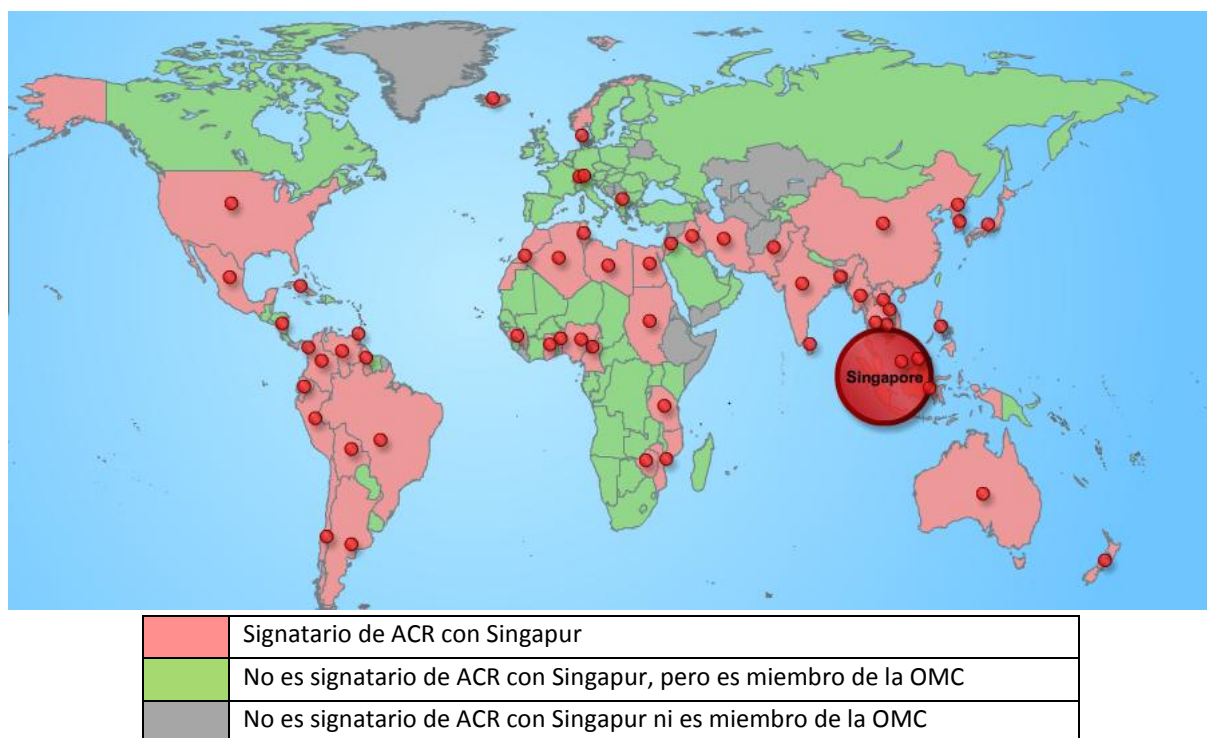 Singapore
Signatario de ACR con Singapur
No es signatario de ACR con Singapur, pero es miembro de la OMC
No es signatario de ACR con Singapur ni es miembro de la OMC